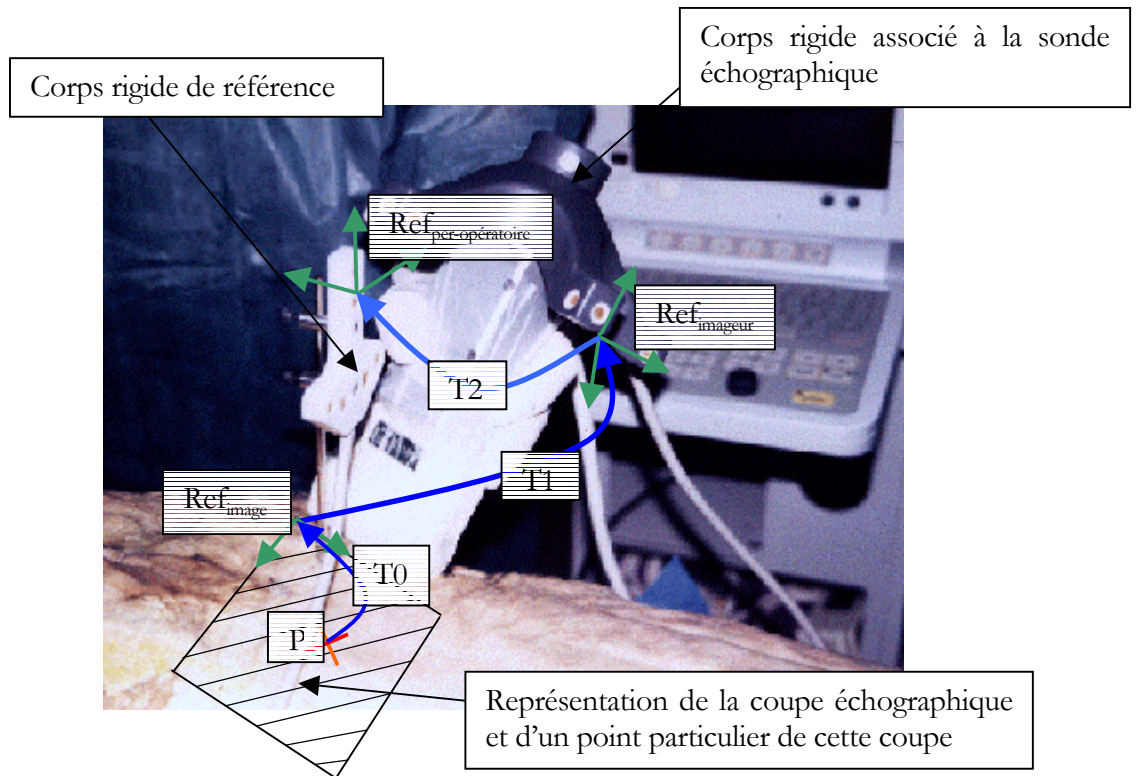 Corps rigide associé à la sonde
échographique
Corps rigide de référence
Ref per-opératoire
Ref imageur
T2
T1
Ref image
T0
P
Représentation de la coupe échographique
et d'un point particulier de cette coupe